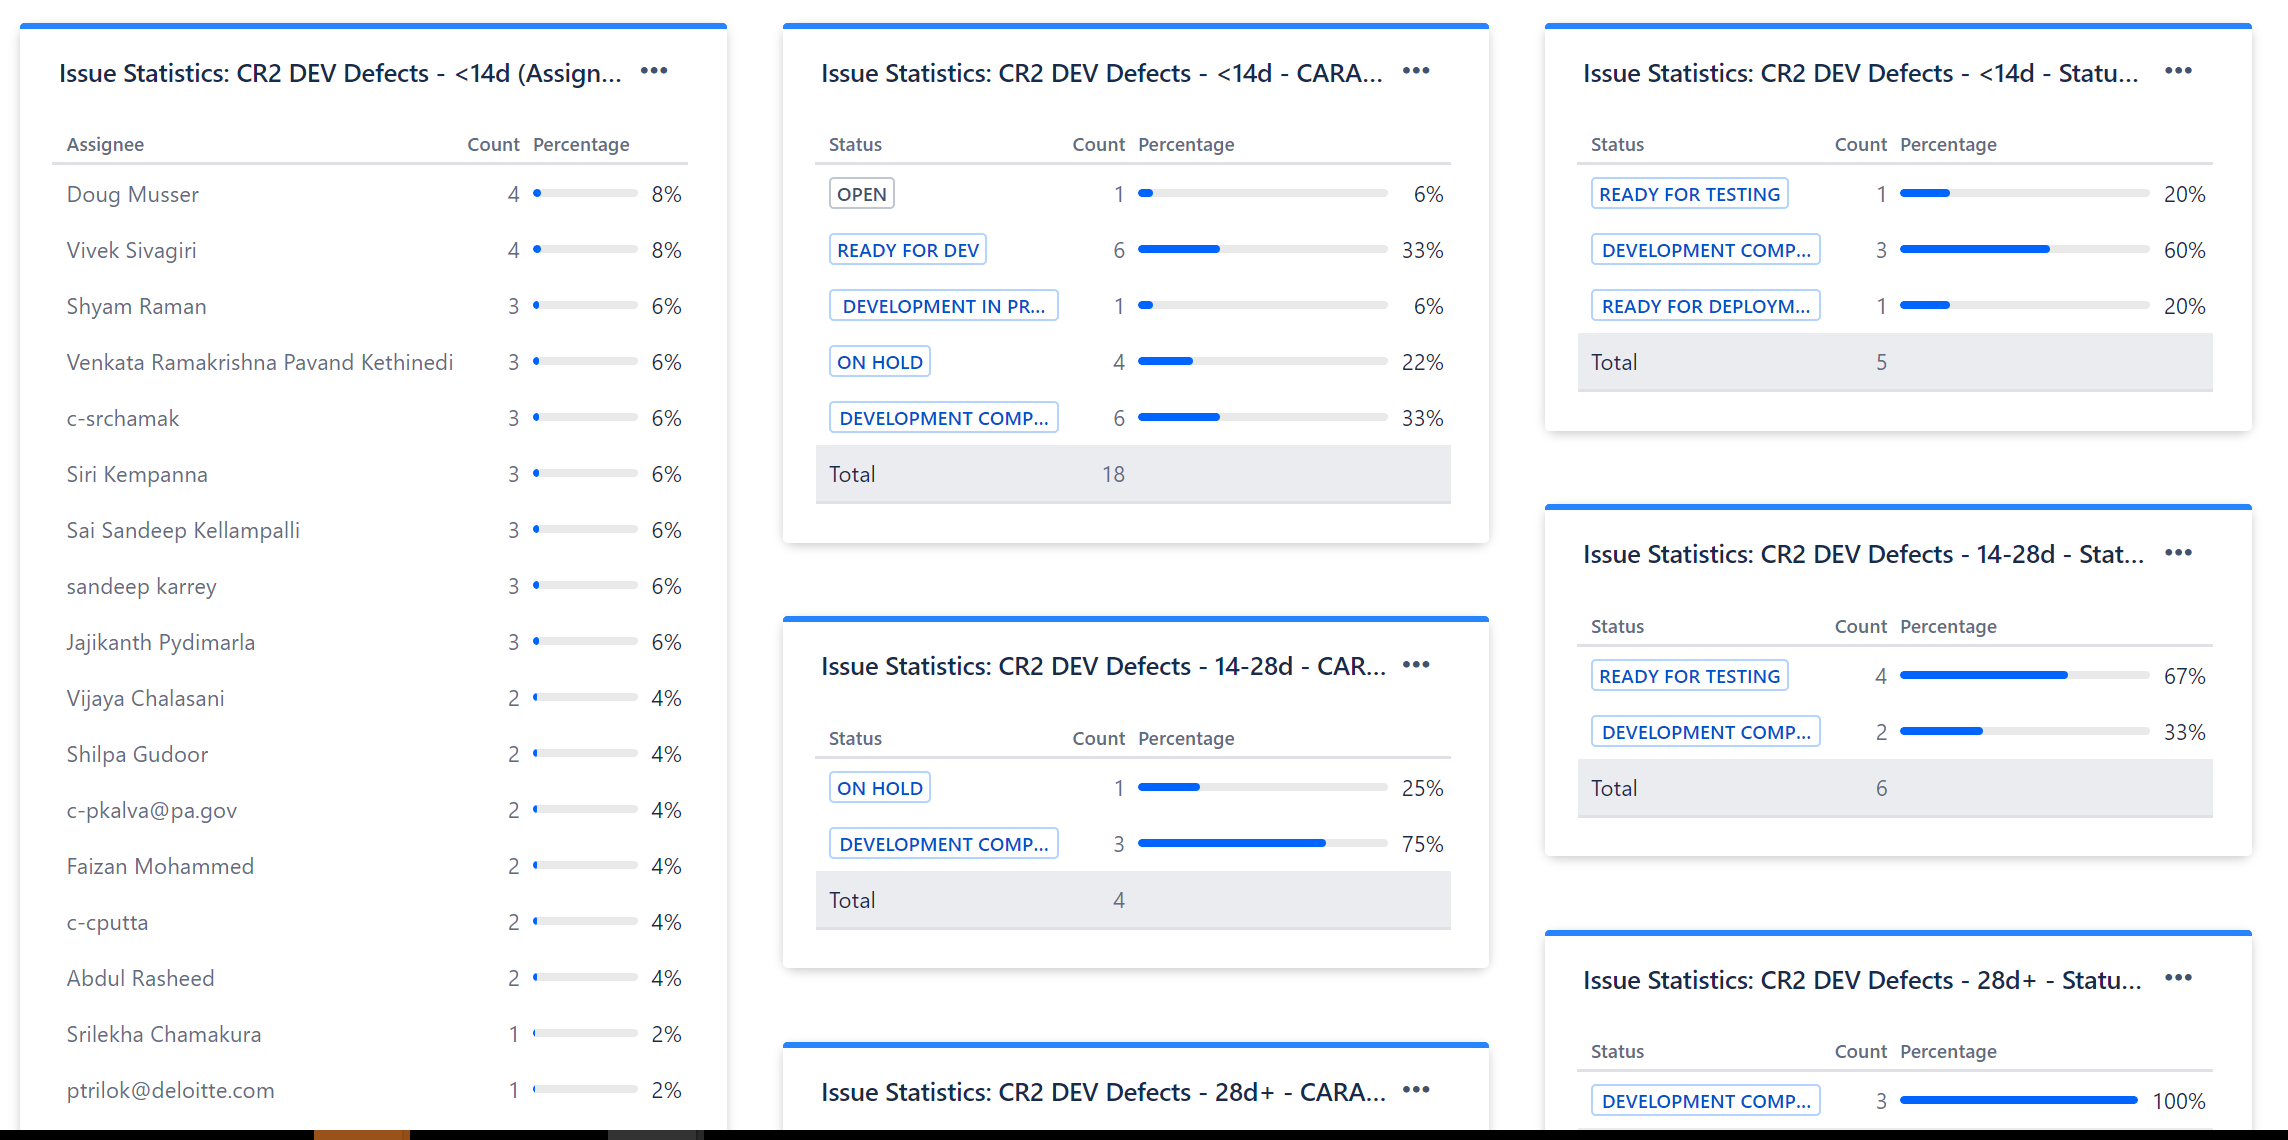 Issue Statistics: CR2 DEV Defects - <14d (Assign...
Assignee Count Percentage
Doug Musser 4 8%
Vivek Sivagiri 4 8%
Shyam Raman 3 6%
Venkata Ramakrishna Pavand Kethinedi 3 6%
c-srchamak 3 6%
Siri Kempanna 3 6%
Sai Sandeep Kellampalli 3 6%
sandeep karrey 3 6%
Jajikanth Pydimarla 3 6%
Vijaya Chalasani 2 4%
Shilpa Gudoor 2 4%
c-pkalva@pa.gov 2 4%
Faizan Mohammed 2 4%
c-cputta 2 4%
Abdul Rasheed 2 4%
Srilekha Chamakura 1 2%
ptrilok@deloitte.com 1 2%
Issue Statistics: CR2 DEV Defects - <14d - CARA...
Status Count Percentage
OPEN 1 6%
READY FOR DEV 6 33%
DEVELOPMENT IN PR... 1 6%
ON HOLD 4 22%
DEVELOPMENT COMP... 6 33%
Total 18
Issue Statistics: CR2 DEV Defects - 14-28d - CAR...
Status Count Percentage
ON HOLD 1 25%
DEVELOPMENT COMP... 3 75%
Total 4
Issue Statistics: CR2 DEV Defects - 28d+ - CARA...
Issue Statistics: CR2 DEV Defects - <14d - Statu...
Status Count Percentage
READY FOR TESTING 1 20%
DEVELOPMENT COMP... 3 60%
READY FOR DEPLOYM... 1 20%
Total 5
Issue Statistics: CR2 DEV Defects - 14-28d - Stat...
Status Count Percentage
READY FOR TESTING 4 67%
DEVELOPMENT COMP... 2 33%
Total 6
Issue Statistics: CR2 DEV Defects - 28d+ - Statu...
Status Count Percentage
DEVELOPMENT COMP... 3 100%